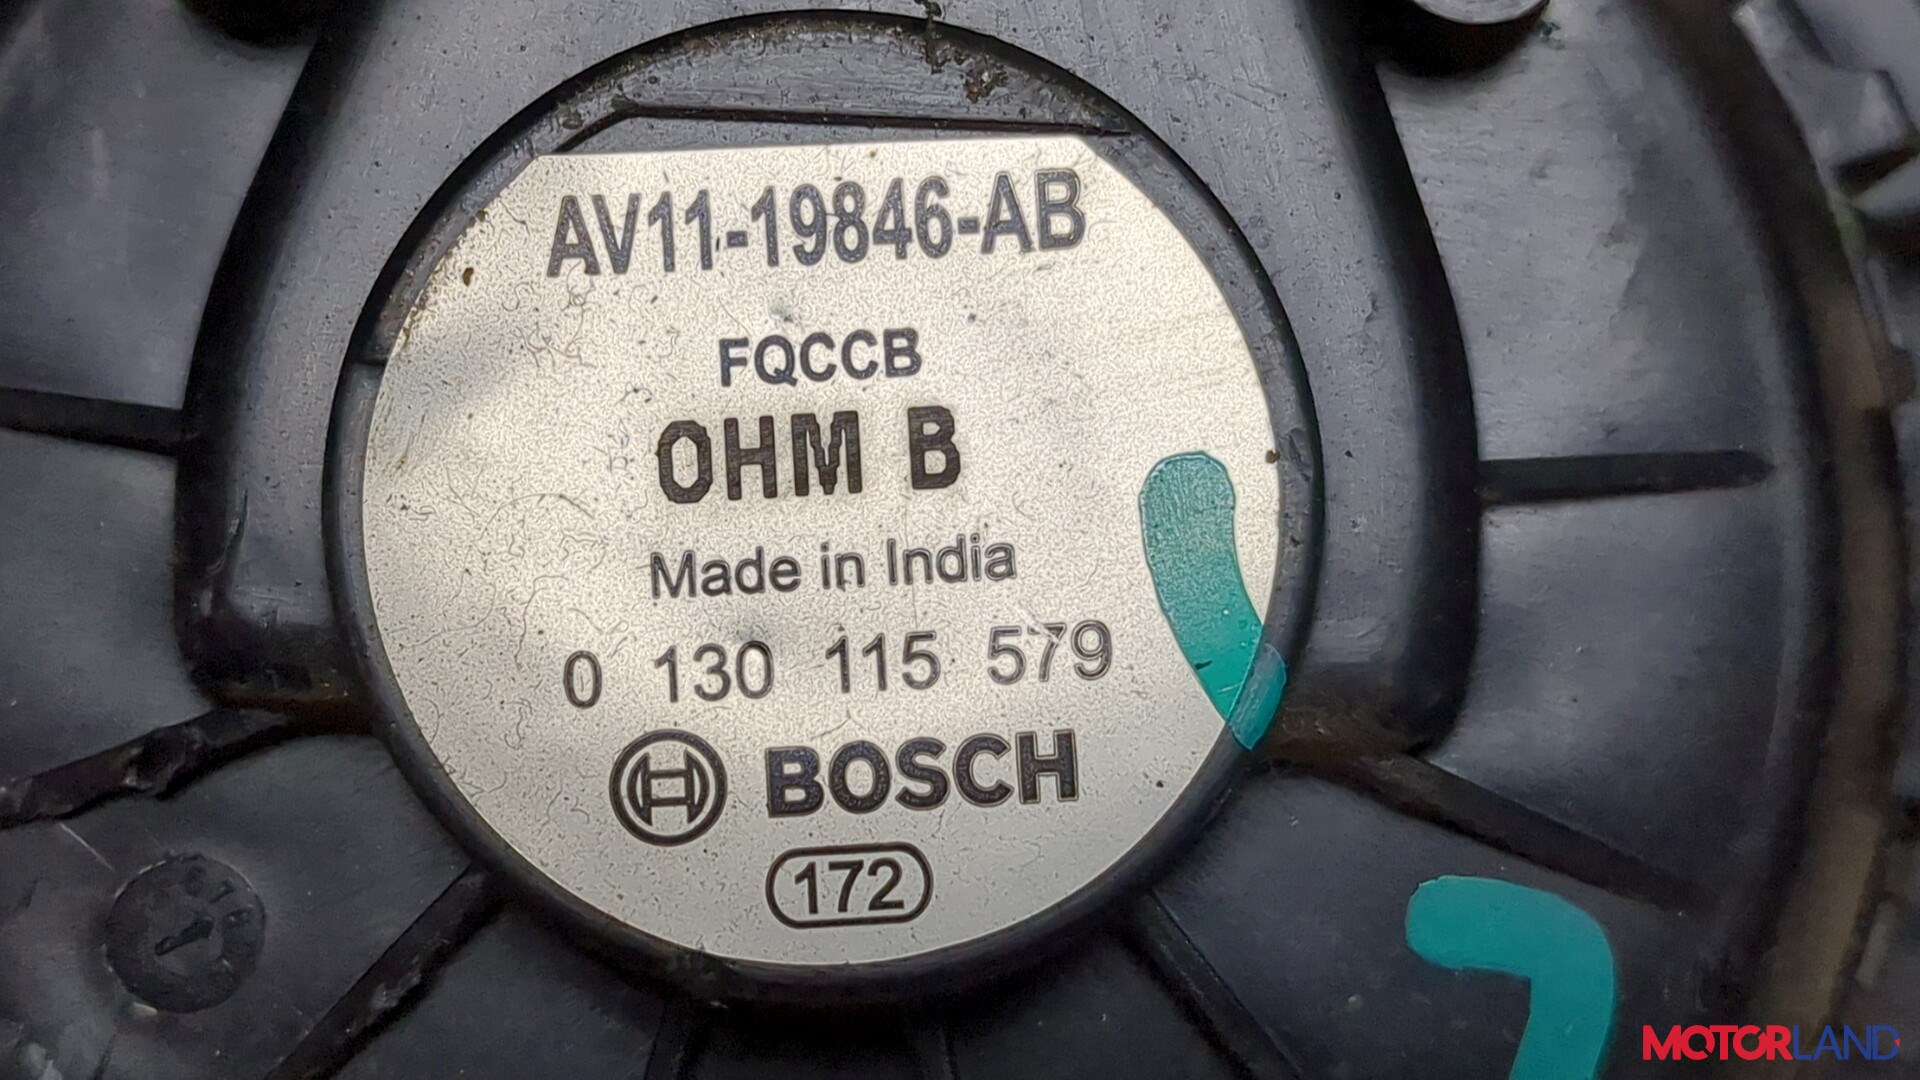 AV11-19846-AB
FQCCB
OHM B
Made in India
0 130 115 579
BOSCH
172
MOTORLAND